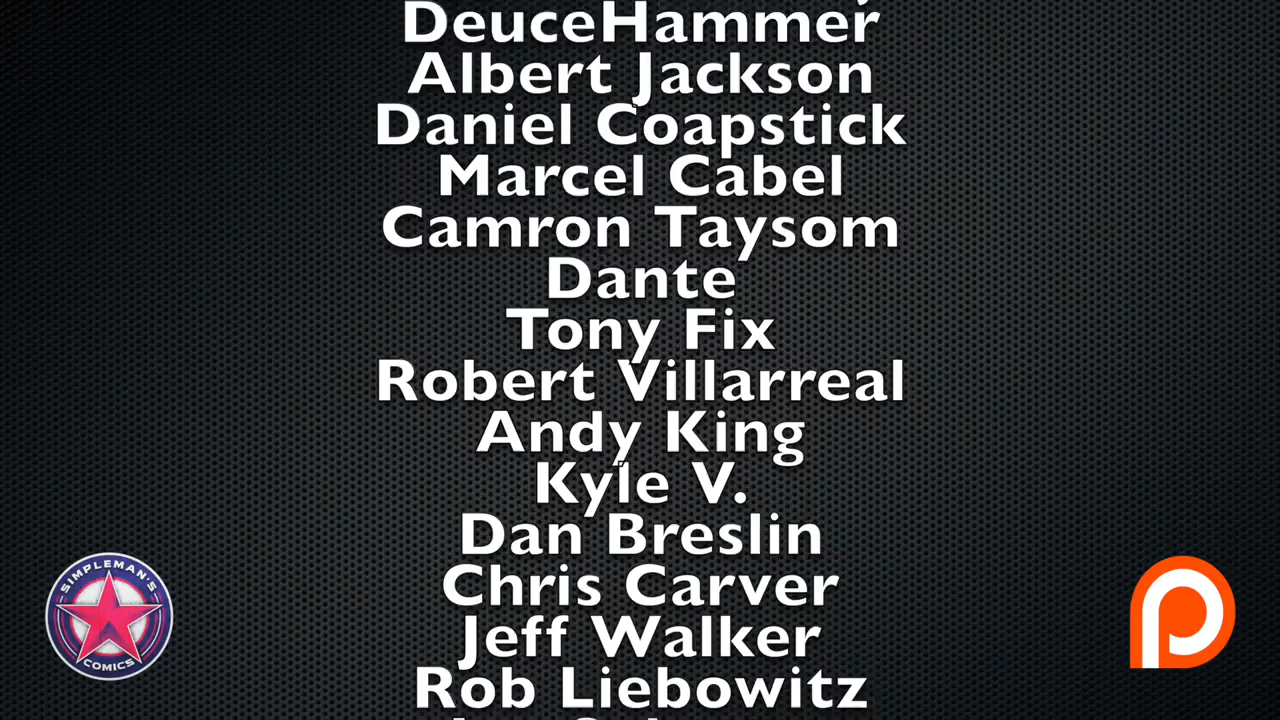 DeuceHammer
Albert Jackson
Daniel Coapstick
Marcel Cabel
Camron Taysom
Dante
Tony Fix
Robert Villarreal
Andy King
Kyle V.
Dan Breslin
Chris Carver
Jeff Walker
Rob Liebowitz
SIMPLEMAN'S
COMICS